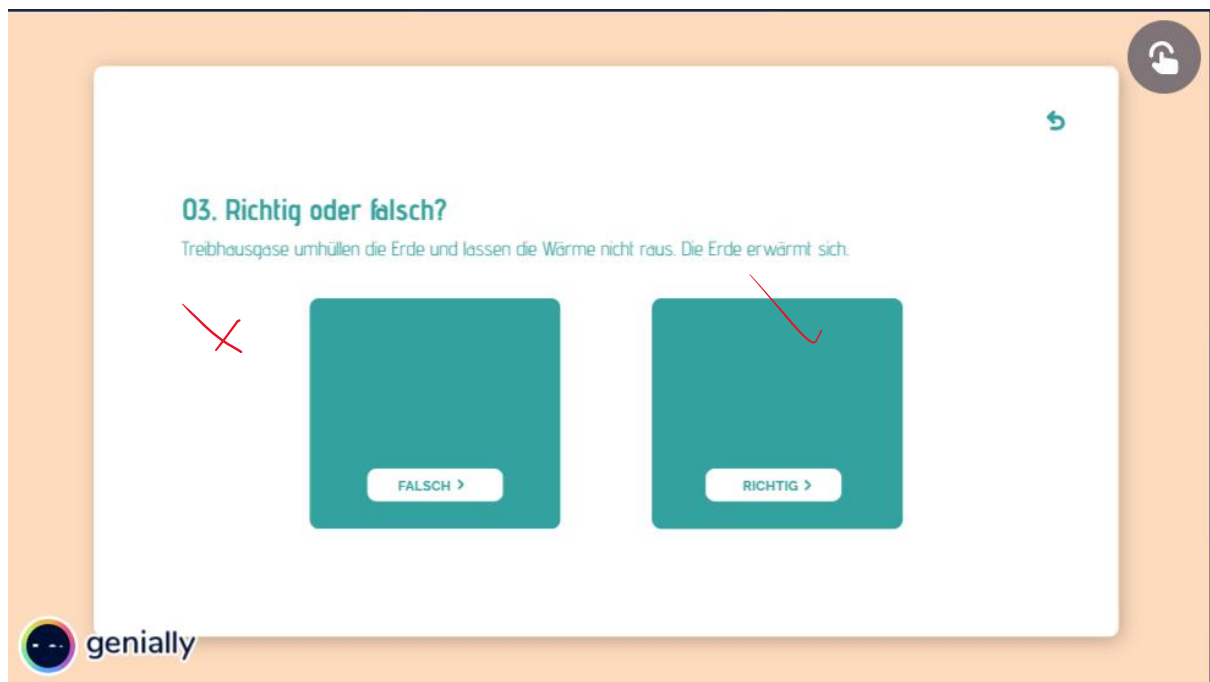 03. Richtig oder falsch?
Treibhausgase umhüllen die Erde und lassen die Wärme nicht raus. Die Erde erwärmt sich.
FALSCH >
RICHTIG >
genially